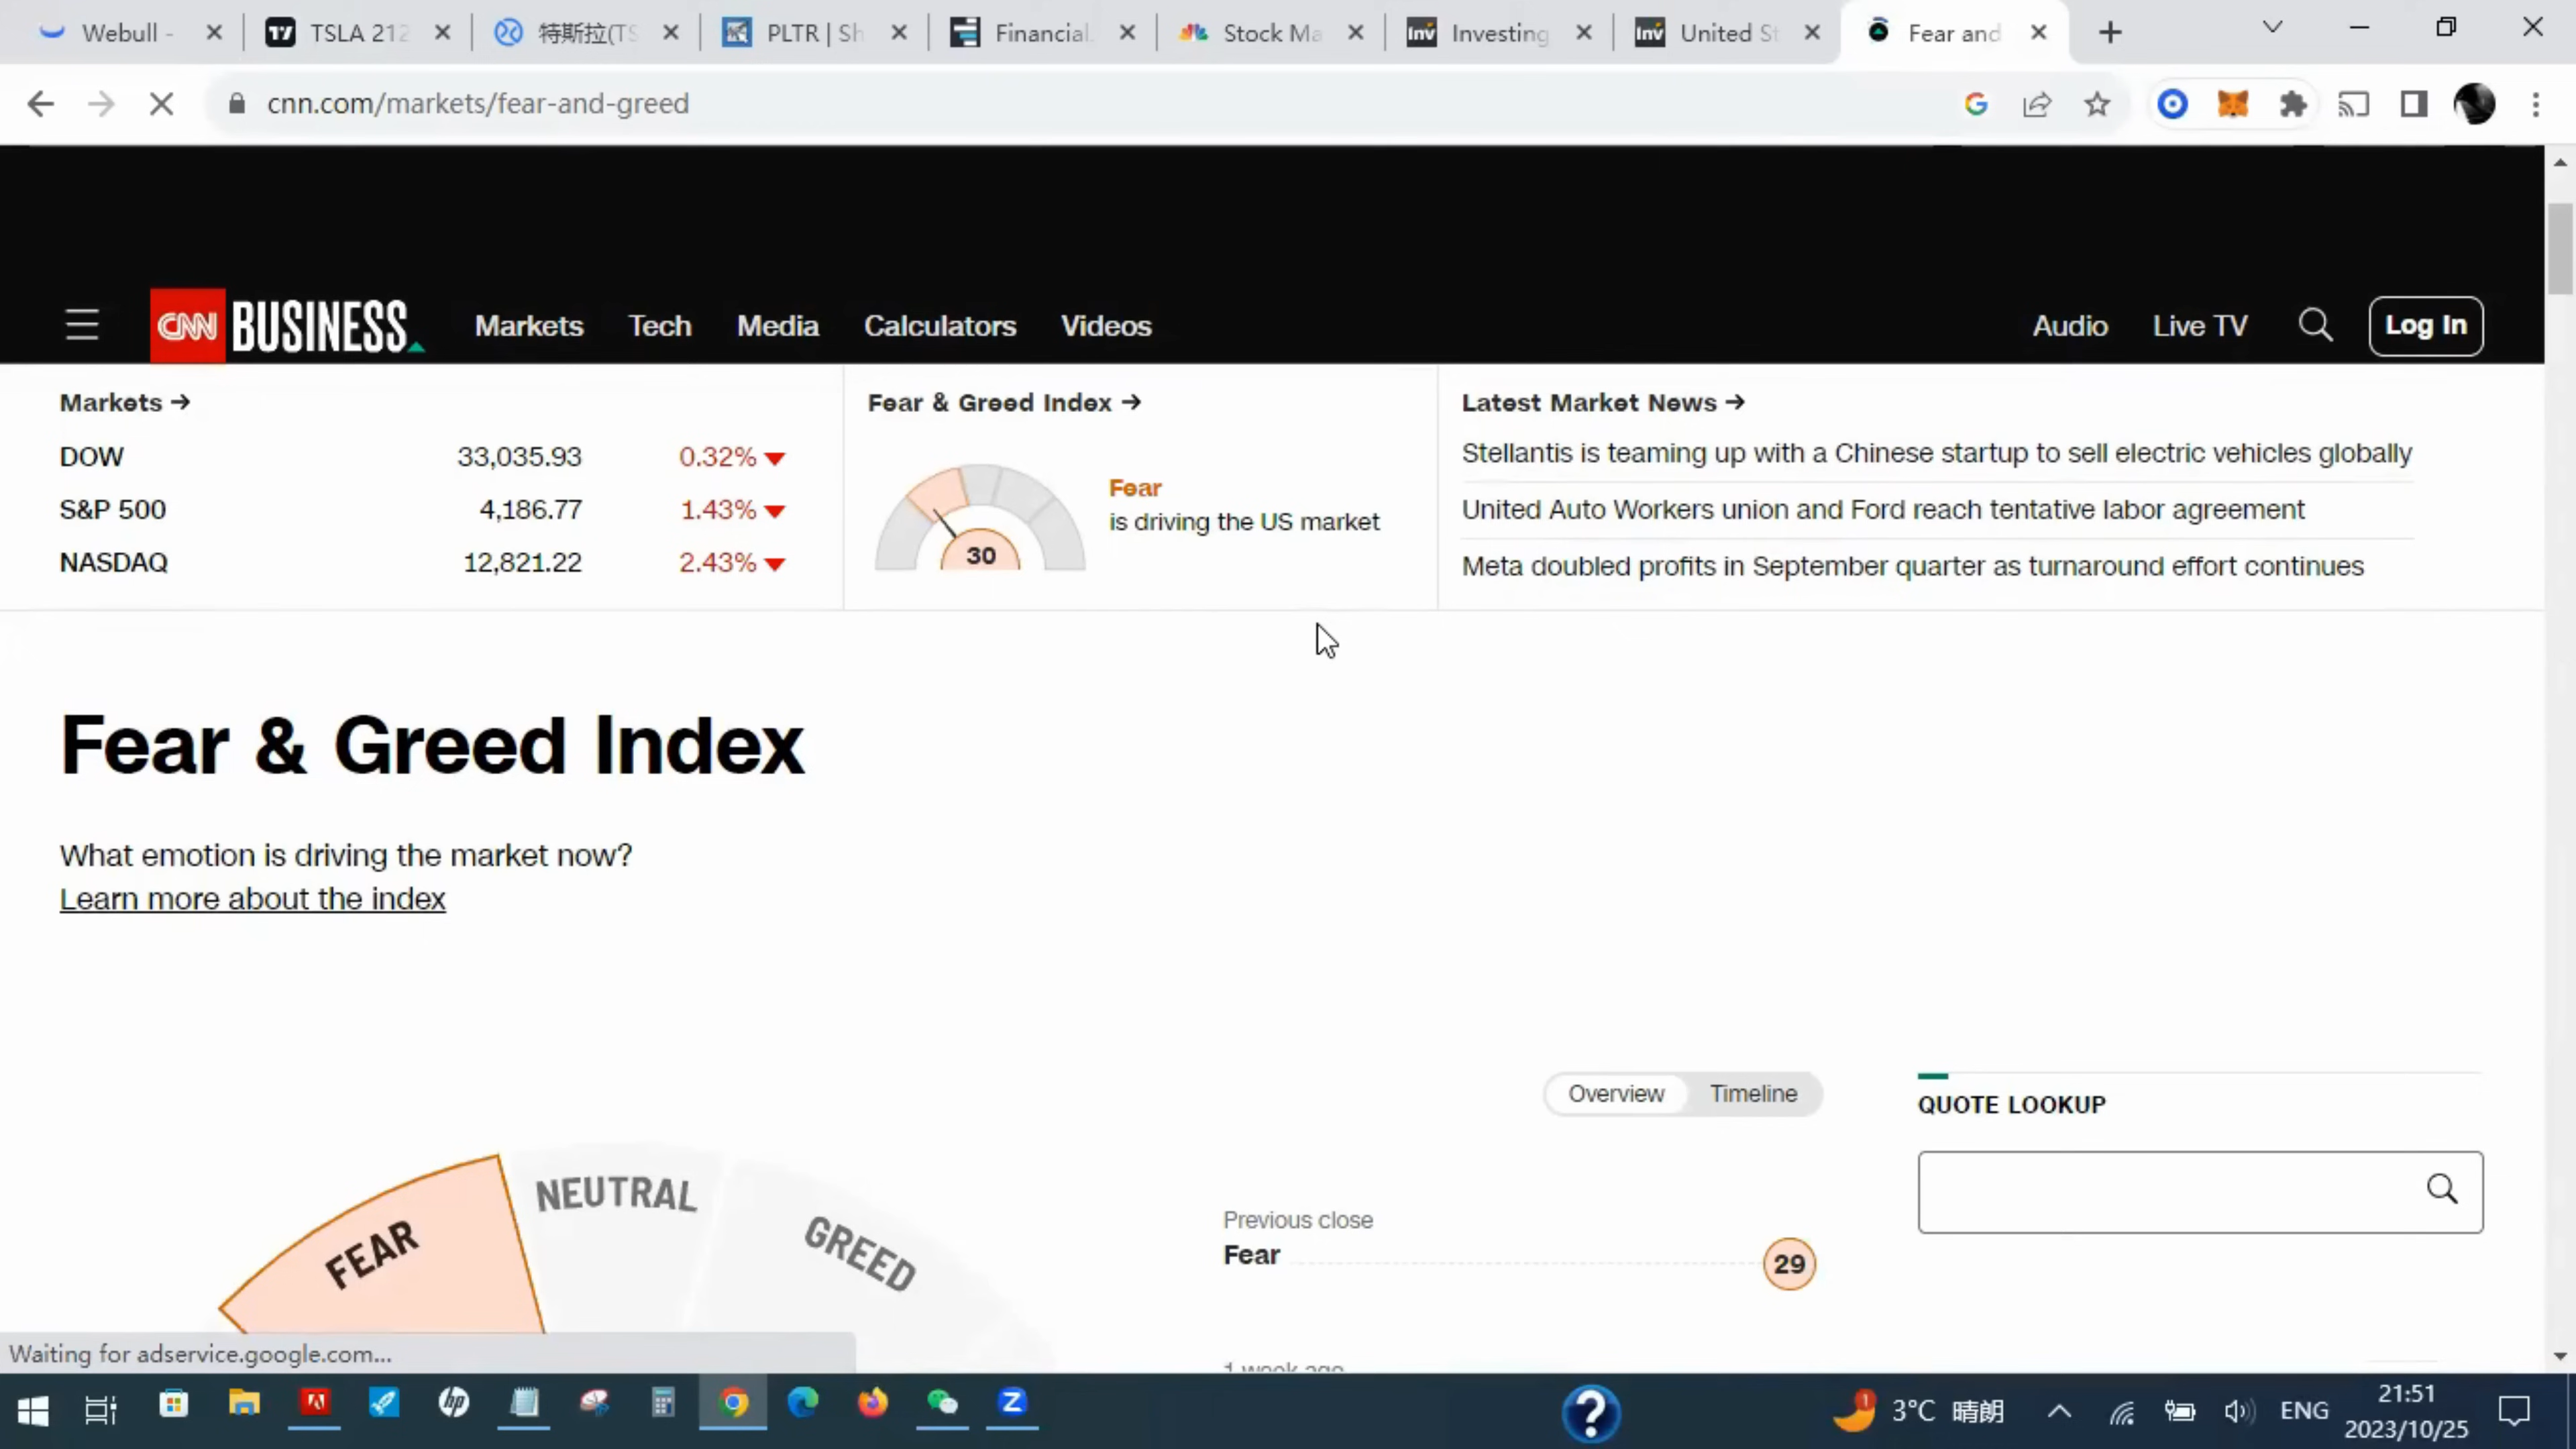 Webull -
TSLA 212
特斯拉(TS
PLTR | Sh
Financial
Stock Ma
Investing
United St
Fear and
cnn.com/markets/fear-and-greed
CNN BUSINESS
Markets
Tech
Media
Calculators
Videos
Audio
Live TV
Log In
Markets →
DOW 33,035.93 0.32%
S&P 500 4,186.77 1.43%
NASDAQ 12,821.22 2.43%
Fear & Greed Index →
30
Fear
is driving the US market
Latest Market News →
Stellantis is teaming up with a Chinese startup to sell electric vehicles globally
United Auto Workers union and Ford reach tentative labor agreement
Meta doubled profits in September quarter as turnaround effort continues
Fear & Greed Index
What emotion is driving the market now?
Learn more about the index
Overview
Timeline
QUOTE LOOKUP
FEAR
NEUTRAL
GREED
Previous close
Fear
29
1 week ago
Waiting for adservice.google.com...
3°C 晴朗
ENG
21:51
2023/10/25